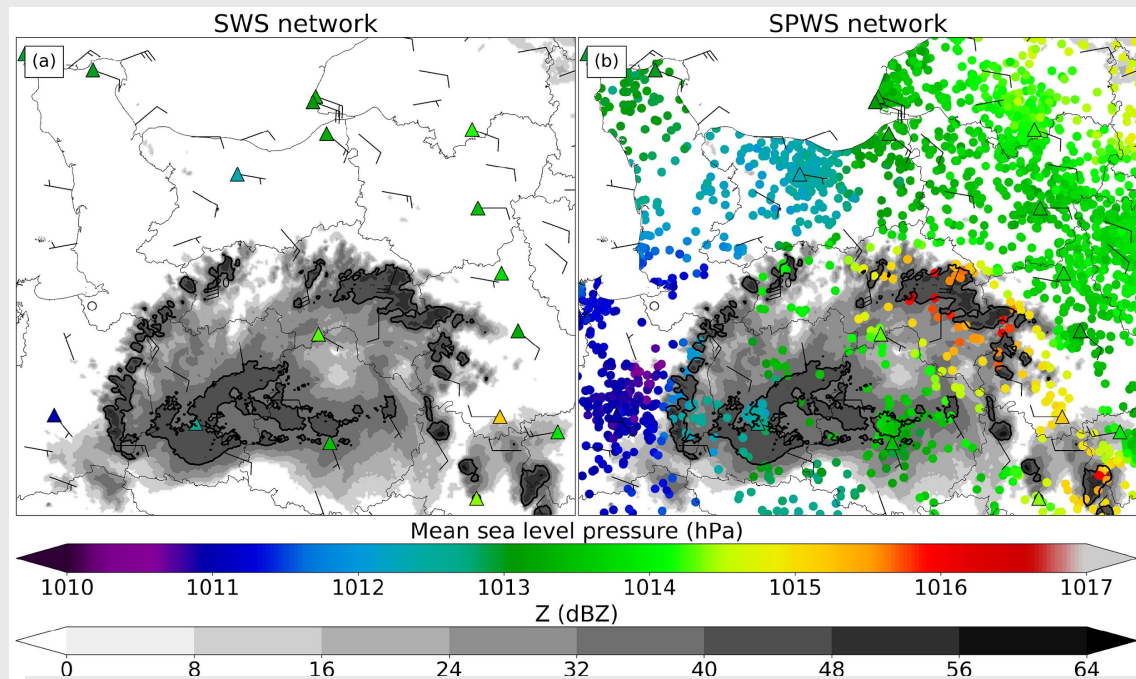 SWS network
SPWS network
(a)
(b)
Mean sea level pressure (hPa)
1010 1011 1012 1013 1014 1015 1016 1017
Z (dBZ)
0 8 16 24 32 40 48 56 64